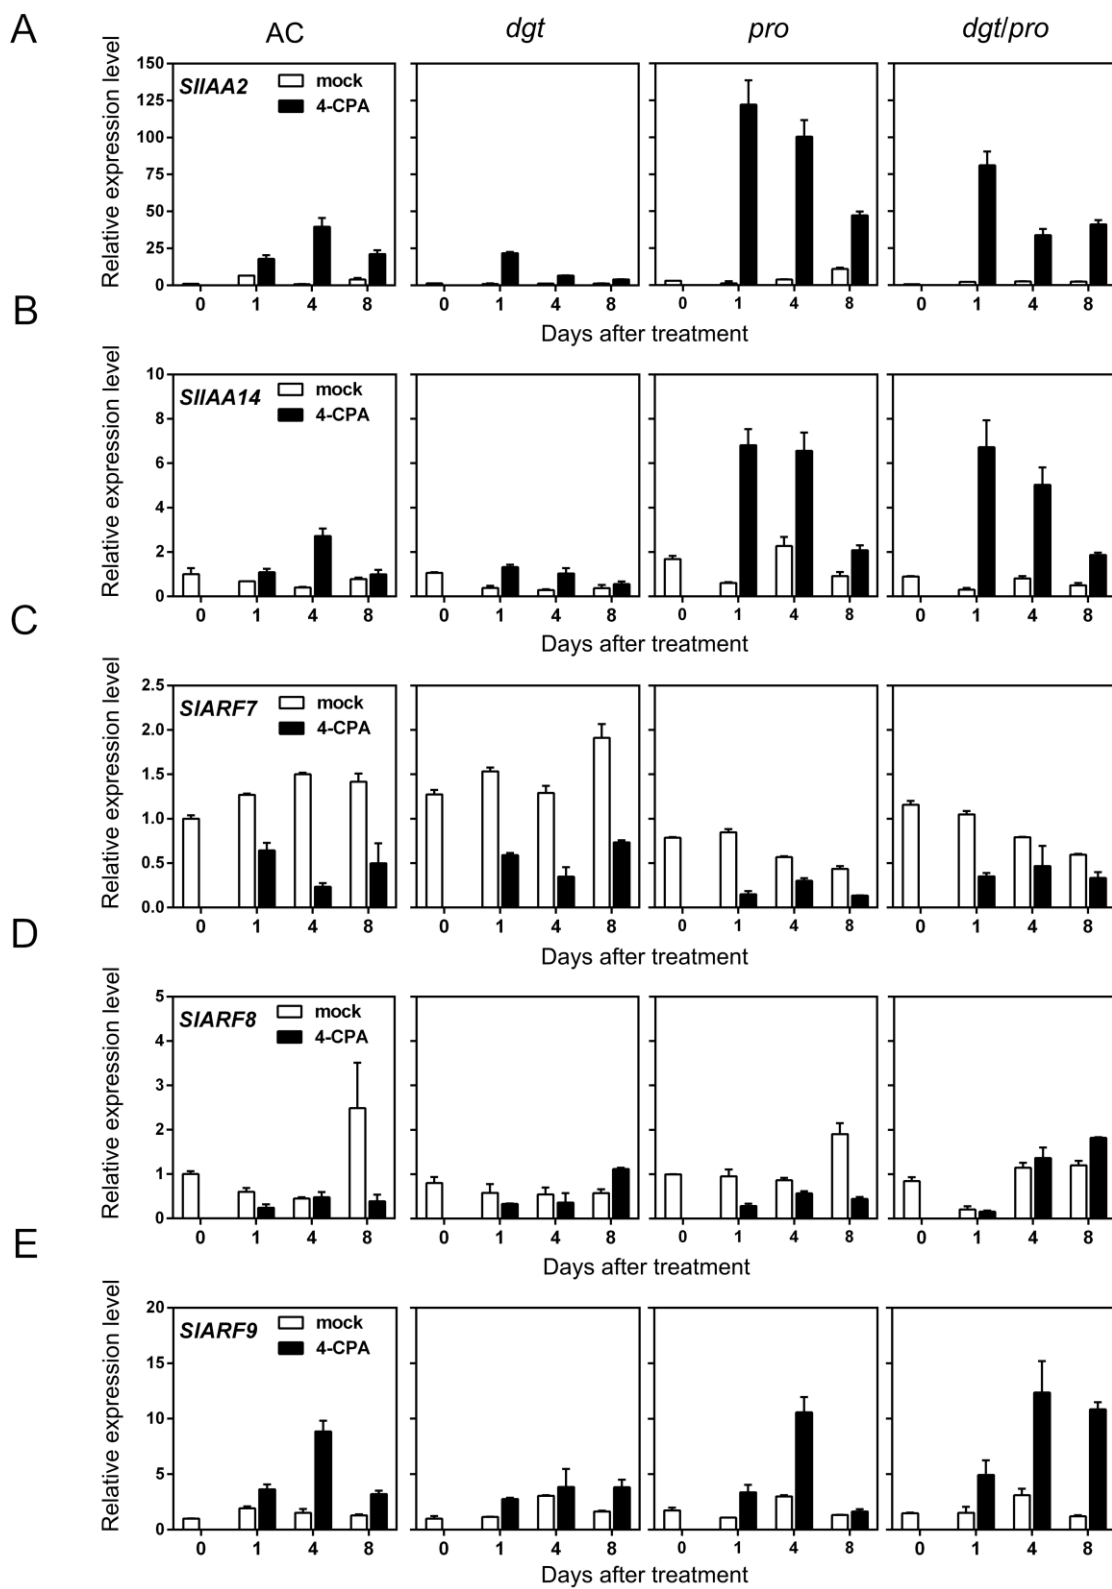 A
AC dgt pro dgt/pro
Relative expression level
150
125
100
75
50
25
0
SlIAA2
mock
4-CPA
0 1 4 8 0 1 4 8 0 1 4 8 0 1 4 8
Days after treatment
B
Relative expression level
10
8
6
4
2
0
SlIAA14
mock
4-CPA
0 1 4 8 0 1 4 8 0 1 4 8 0 1 4 8
Days after treatment
C
Relative expression level
2.5
2.0
1.5
1.0
0.5
0.0
SlARF7
mock
4-CPA
0 1 4 8 0 1 4 8 0 1 4 8 0 1 4 8
Days after treatment
D
Relative expression level
5
4
3
2
1
0
SlARF8
mock
4-CPA
0 1 4 8 0 1 4 8 0 1 4 8 0 1 4 8
Days after treatment
E
Relative expression level
20
15
10
5
0
SlARF9
mock
4-CPA
0 1 4 8 0 1 4 8 0 1 4 8 0 1 4 8
Days after treatment